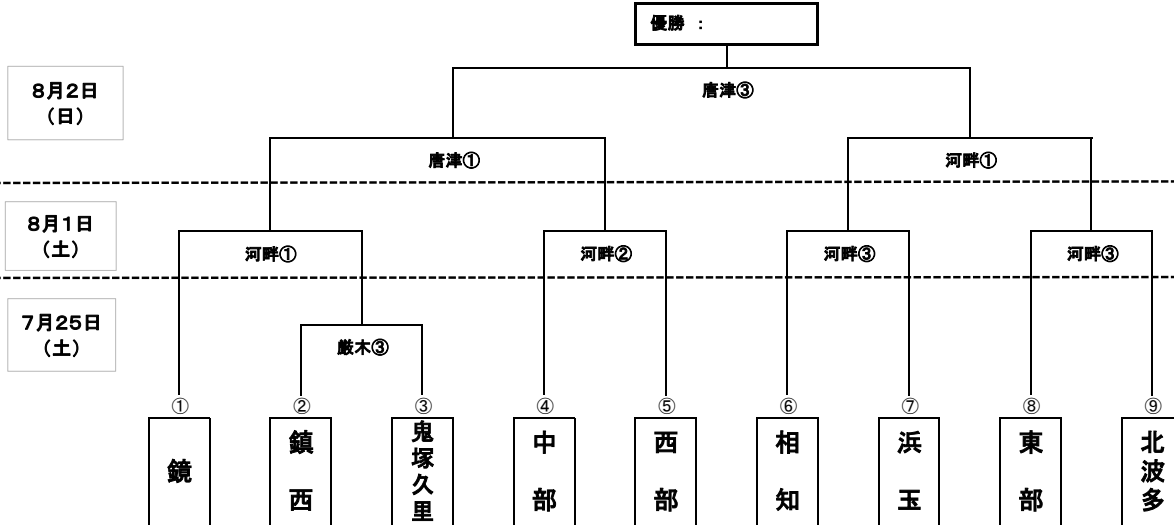 優勝 ：
8月2日
（日）
唐津③
唐津①
河畔①
8月1日
（土）
河畔①
河畔②
河畔③
河畔③
7月25日
（土）
厳木③
①
②
③
④
⑤
⑥
⑦
⑧
⑨
鏡
鎮西
鬼塚久里
中部
西部
相知
浜玉
東部
北波多